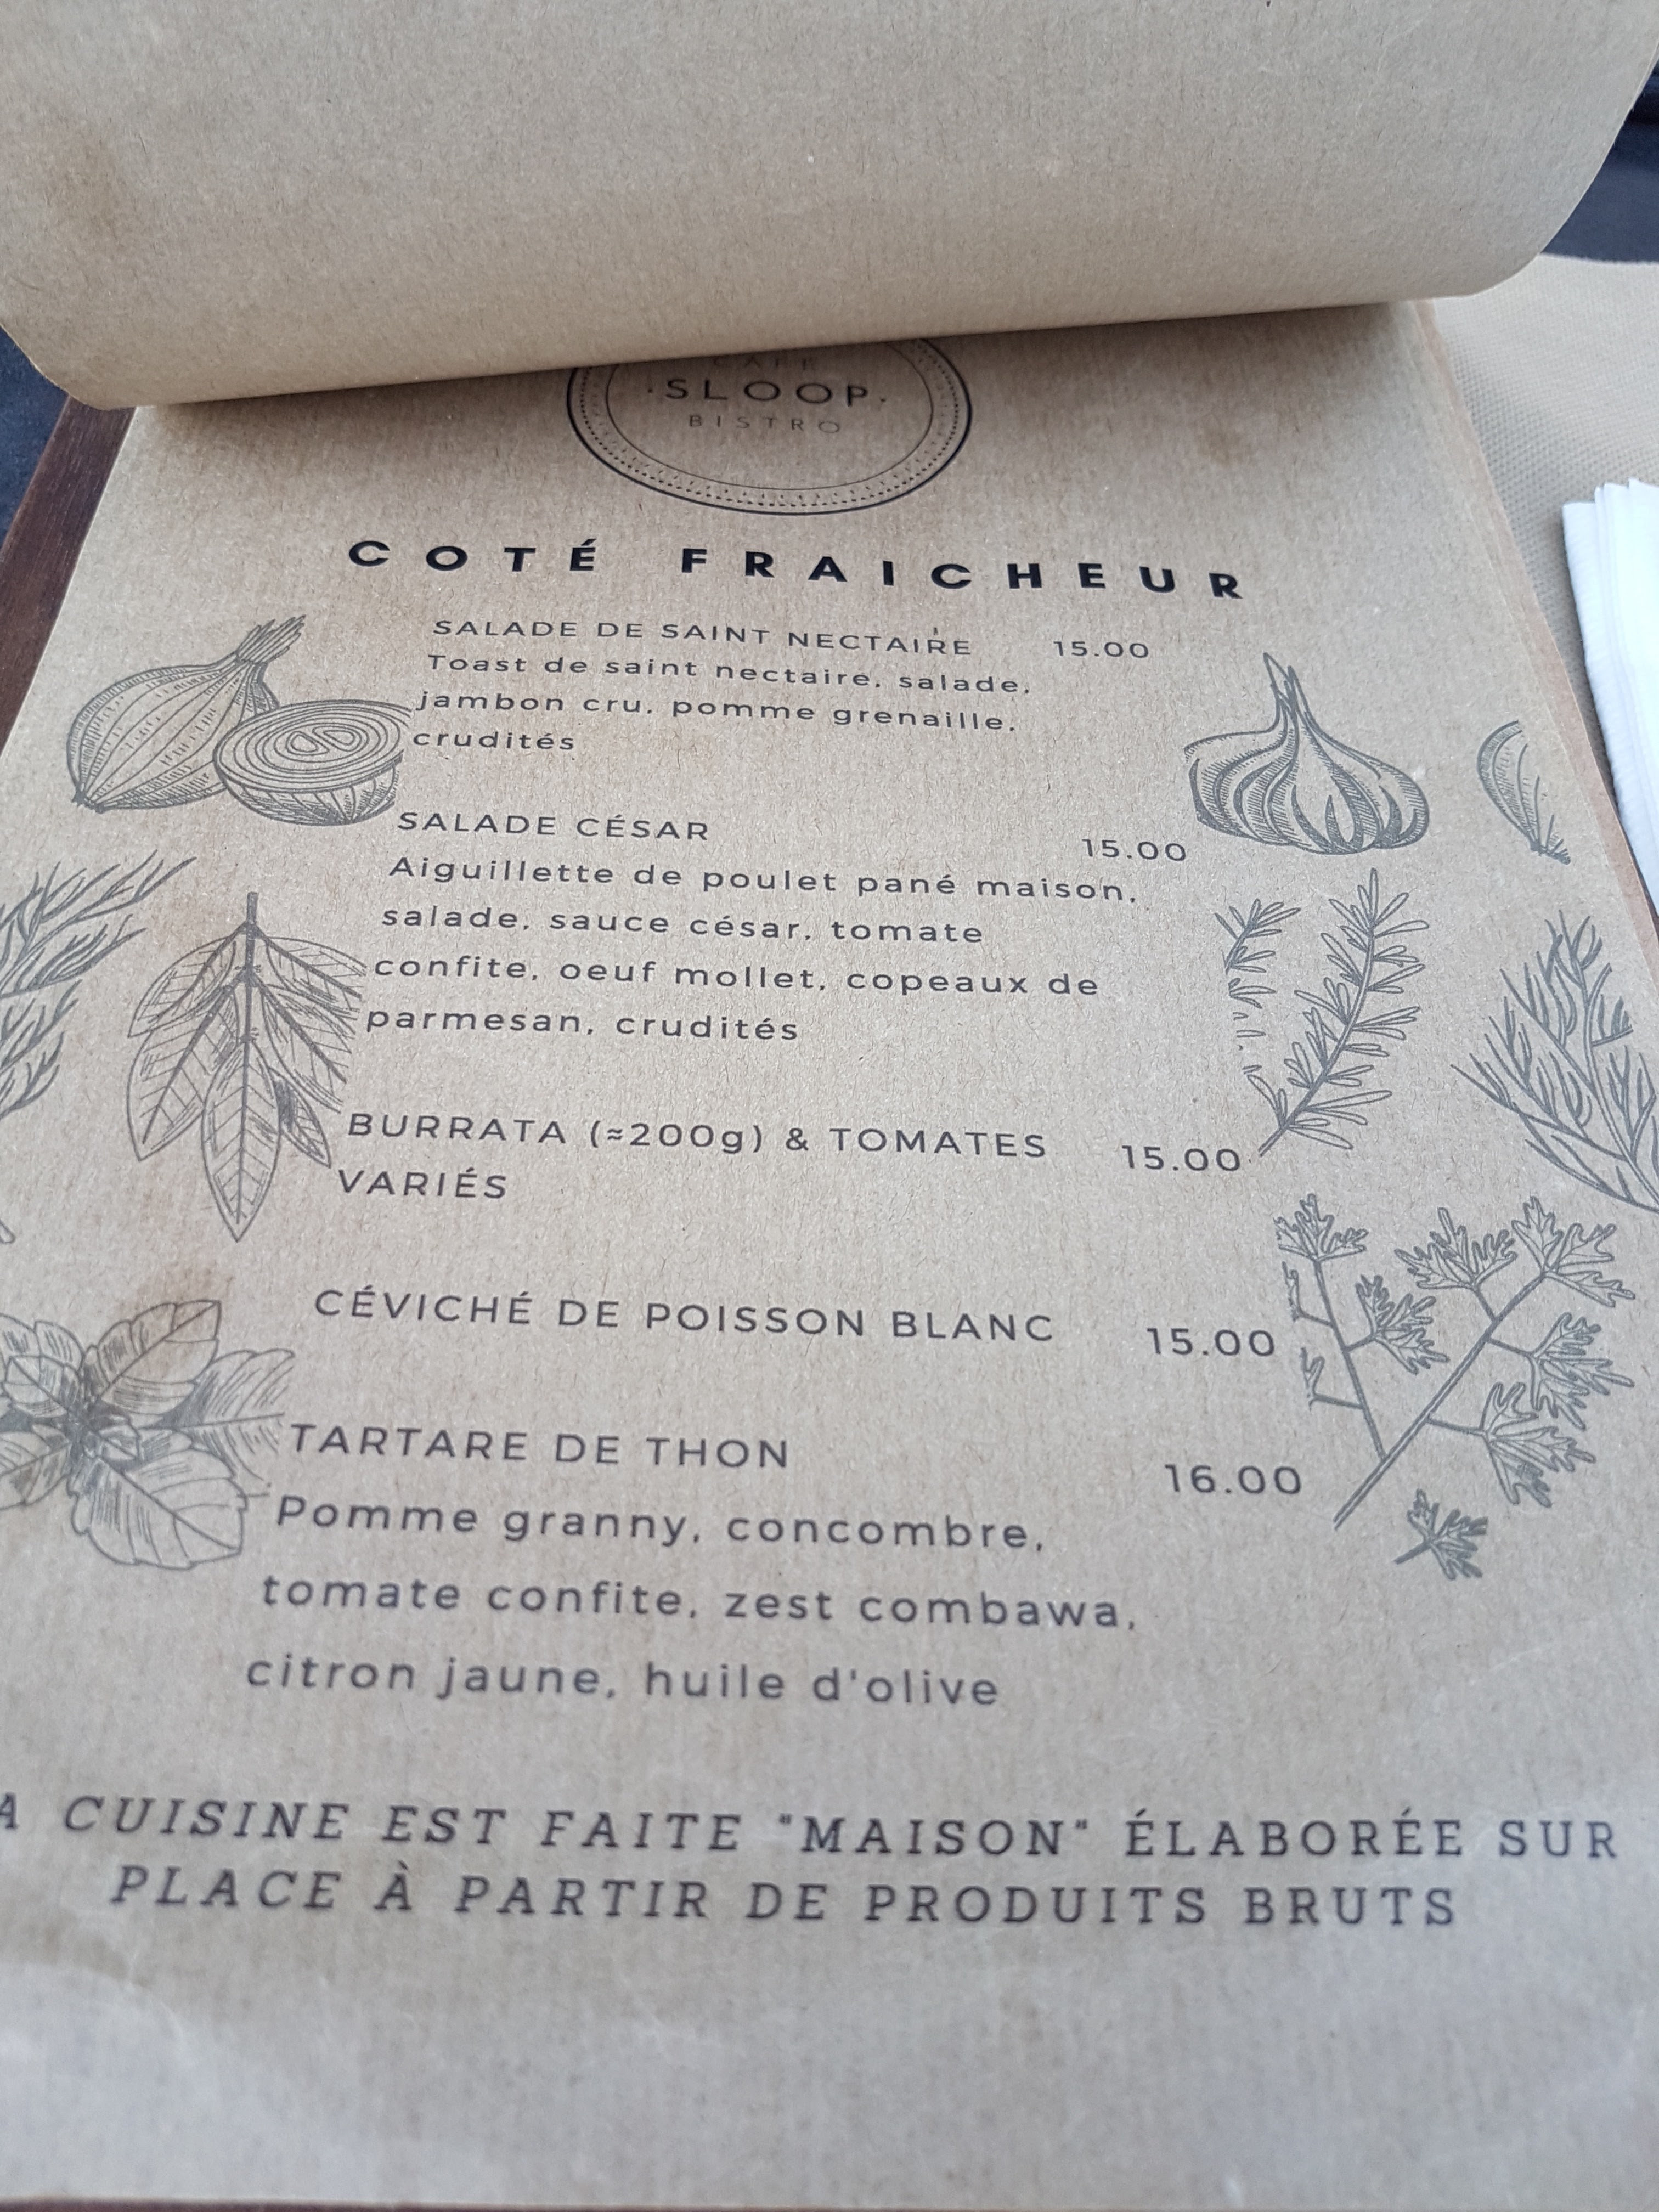 CAFE
· SLOOP ·
BISTRO
COTÉ FRAICHEUR
SALADE DE SAINT NECTAIRE 15.00
Toast de saint nectaire, salade,
jambon cru, pomme grenaille,
crudités
SALADE CÉSAR 15.00
Aiguillette de poulet pané maison,
salade, sauce césar, tomate
confite, oeuf mollet, copeaux de
parmesan, crudités
BURRATA (≈200g) & TOMATES 15.00
VARIÉS
CÉVICHÉ DE POISSON BLANC 15.00
TARTARE DE THON 16.00
Pomme granny, concombre,
tomate confite, zest combawa,
citron jaune, huile d'olive
A CUISINE EST FAITE "MAISON" ÉLABORÉE SUR
PLACE À PARTIR DE PRODUITS BRUTS